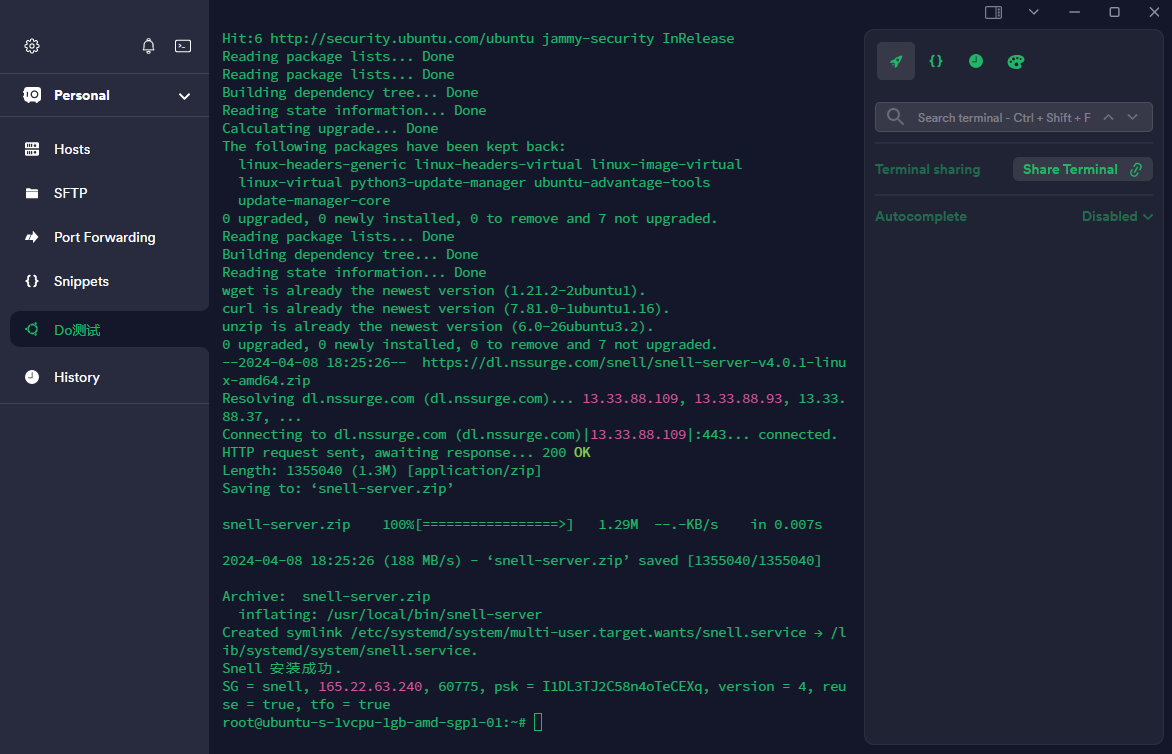 Personal
Hosts
SFTP
Port Forwarding
{} Snippets
Do测试
History
Hit:6 http://security.ubuntu.com/ubuntu jammy-security InRelease
Reading package lists... Done
Reading package lists... Done
Building dependency tree... Done
Reading state information... Done
Calculating upgrade... Done
The following packages have been kept back:
linux-headers-generic linux-headers-virtual linux-image-virtual
linux-virtual python3-update-manager ubuntu-advantage-tools
update-manager-core
0 upgraded, 0 newly installed, 0 to remove and 7 not upgraded.
Reading package lists... Done
Building dependency tree... Done
Reading state information... Done
wget is already the newest version (1.21.2-2ubuntu1).
curl is already the newest version (7.81.0-1ubuntu1.16).
unzip is already the newest version (6.0-26ubuntu3.2).
0 upgraded, 0 newly installed, 0 to remove and 7 not upgraded.
--2024-04-08 18:25:26--  https://dl.nssurge.com/snell/snell-server-v4.0.1-linu
x-amd64.zip
Resolving dl.nssurge.com (dl.nssurge.com)... 13.33.88.109, 13.33.88.93, 13.33.
88.37, ...
Connecting to dl.nssurge.com (dl.nssurge.com)|13.33.88.109|:443... connected.
HTTP request sent, awaiting response... 200 OK
Length: 1355040 (1.3M) [application/zip]
Saving to: ‘snell-server.zip’
snell-server.zip    100%[=================>]   1.29M  --.-KB/s    in 0.007s
2024-04-08 18:25:26 (188 MB/s) - ‘snell-server.zip’ saved [1355040/1355040]
Archive:  snell-server.zip
inflating: /usr/local/bin/snell-server
Created symlink /etc/systemd/system/multi-user.target.wants/snell.service → /l
ib/systemd/system/snell.service.
Snell 安装成功.
SG = snell, 165.22.63.240, 60775, psk = I1DL3TJ2C58n4oTeCEXq, version = 4, reu
se = true, tfo = true
root@ubuntu-s-1vcpu-1gb-amd-sgp1-01:~#
{}
Search terminal - Ctrl + Shift + F
Terminal sharing Share Terminal
Autocomplete Disabled